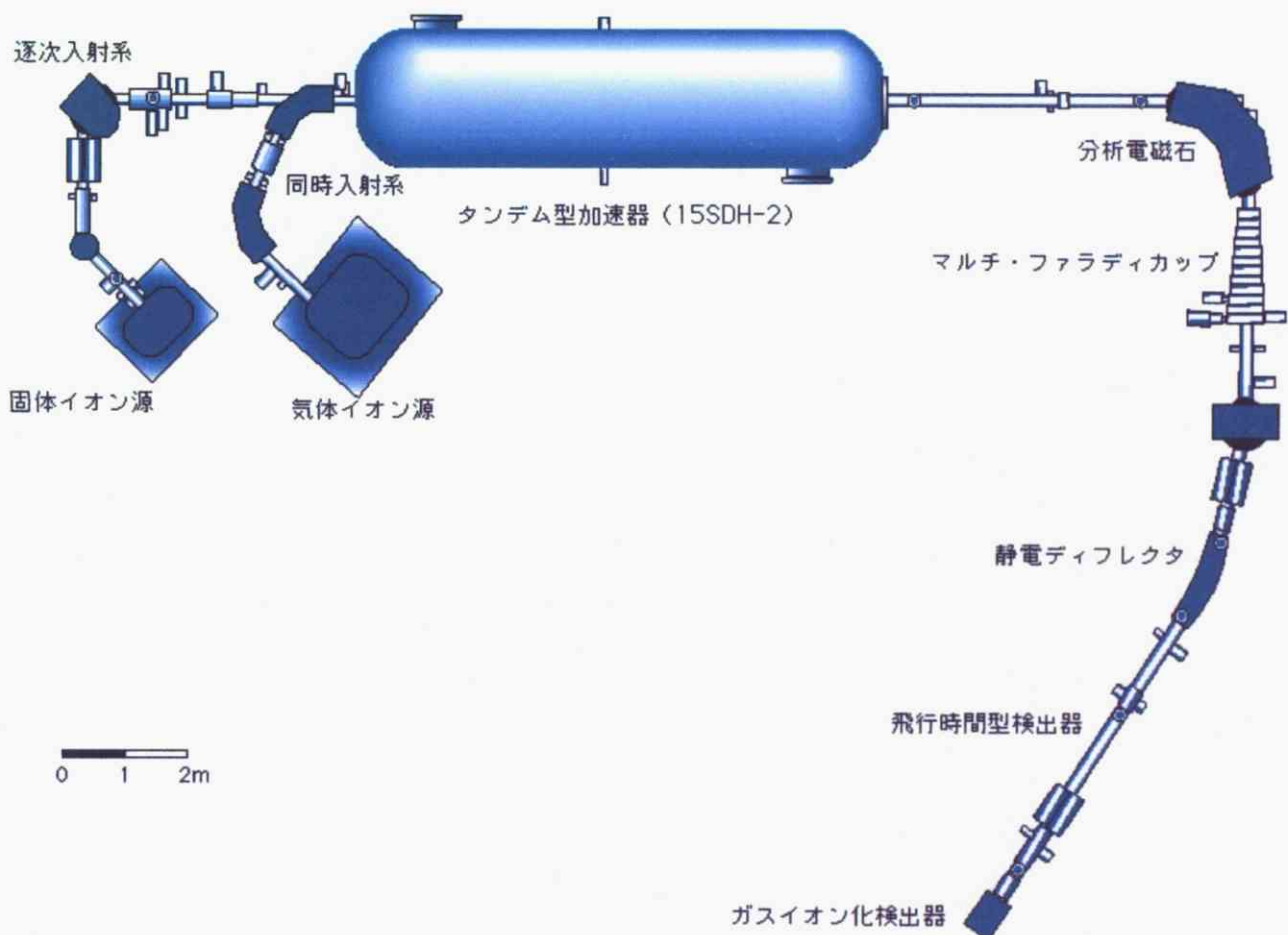 逐次入射系
同時入射系
タンデム型加速器（15SDH-2）
分析電磁石
マルチ・ファラディカップ
固体イオン源
気体イオン源
静電ディフレクタ
飛行時間型検出器
0 1 2m
ガスイオン化検出器